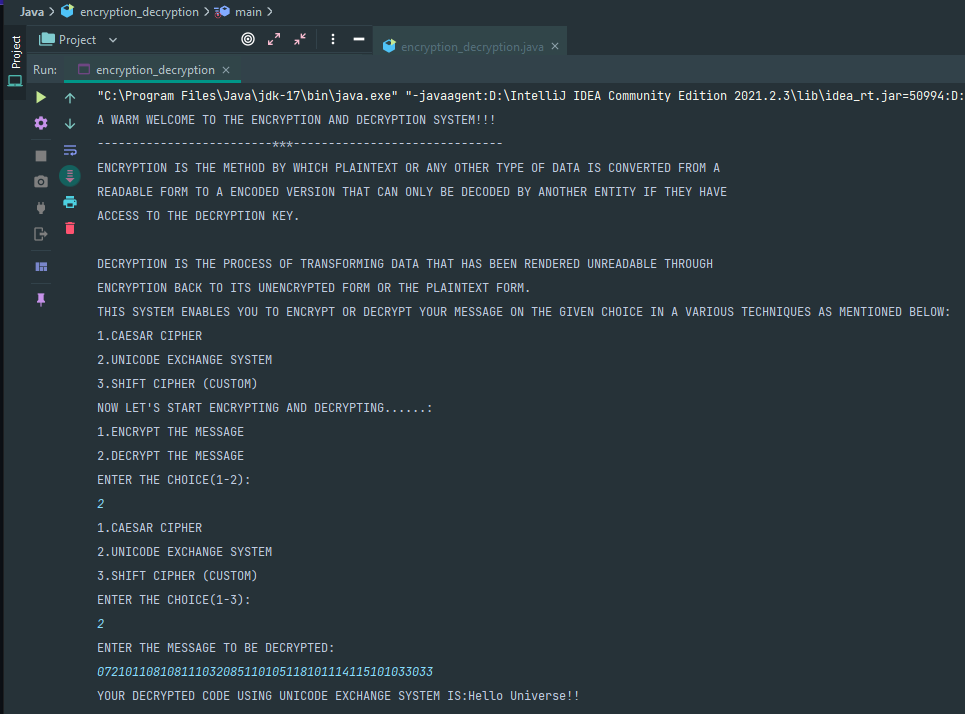 Java > encryption_decryption > main >
Project
Project
encryption_decryption.java
Run: encryption_decryption
"C:\Program Files\Java\jdk-17\bin\java.exe" "-javaagent:D:\IntelliJ IDEA Community Edition 2021.2.3\lib\idea_rt.jar=50994:D:
A WARM WELCOME TO THE ENCRYPTION AND DECRYPTION SYSTEM!!!
-------------------------***------------------------------
ENCRYPTION IS THE METHOD BY WHICH PLAINTEXT OR ANY OTHER TYPE OF DATA IS CONVERTED FROM A
READABLE FORM TO A ENCODED VERSION THAT CAN ONLY BE DECODED BY ANOTHER ENTITY IF THEY HAVE
ACCESS TO THE DECRYPTION KEY.
DECRYPTION IS THE PROCESS OF TRANSFORMING DATA THAT HAS BEEN RENDERED UNREADABLE THROUGH
ENCRYPTION BACK TO ITS UNENCRYPTED FORM OR THE PLAINTEXT FORM.
THIS SYSTEM ENABLES YOU TO ENCRYPT OR DECRYPT YOUR MESSAGE ON THE GIVEN CHOICE IN A VARIOUS TECHNIQUES AS MENTIONED BELOW:
1.CAESAR CIPHER
2.UNICODE EXCHANGE SYSTEM
3.SHIFT CIPHER (CUSTOM)
NOW LET'S START ENCRYPTING AND DECRYPTING......:
1.ENCRYPT THE MESSAGE
2.DECRYPT THE MESSAGE
ENTER THE CHOICE(1-2):
2
1.CAESAR CIPHER
2.UNICODE EXCHANGE SYSTEM
3.SHIFT CIPHER (CUSTOM)
ENTER THE CHOICE(1-3):
2
ENTER THE MESSAGE TO BE DECRYPTED:
072101108108111032085110105118101114115101033033
YOUR DECRYPTED CODE USING UNICODE EXCHANGE SYSTEM IS:Hello Universe!!